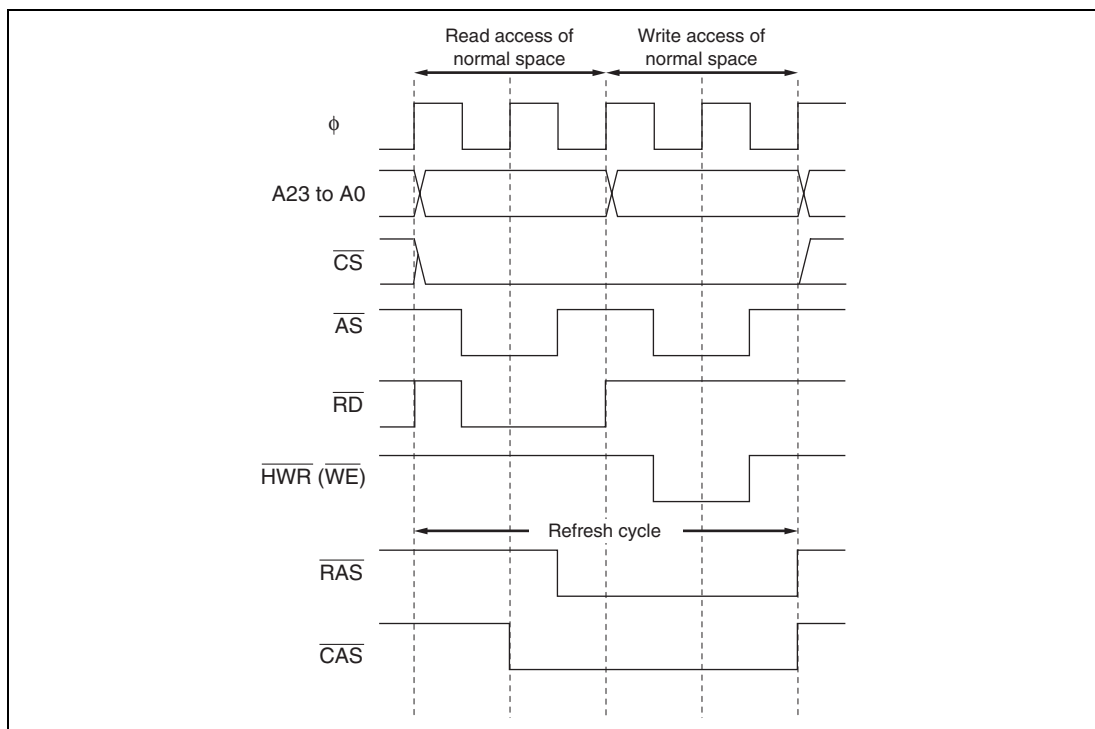 Read access of
normal space
Write access of
normal space
ϕ
A23 to A0
CS
AS
RD
HWR (WE)
Refresh cycle
RAS
CAS